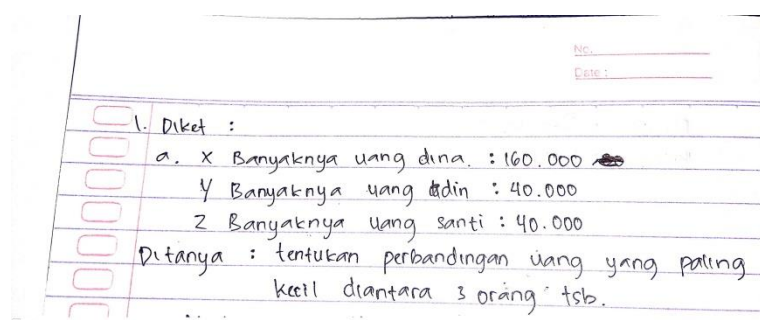 No.
Date :
1. Diket :
a. X Banyaknya uang dina. : 160.000
Y Banyaknya uang didin : 40.000
Z Banyaknya uang santi : 40.000
Ditanya : tentukan perbandingan uang yang paling
kecil diantara 3 orang tsb.